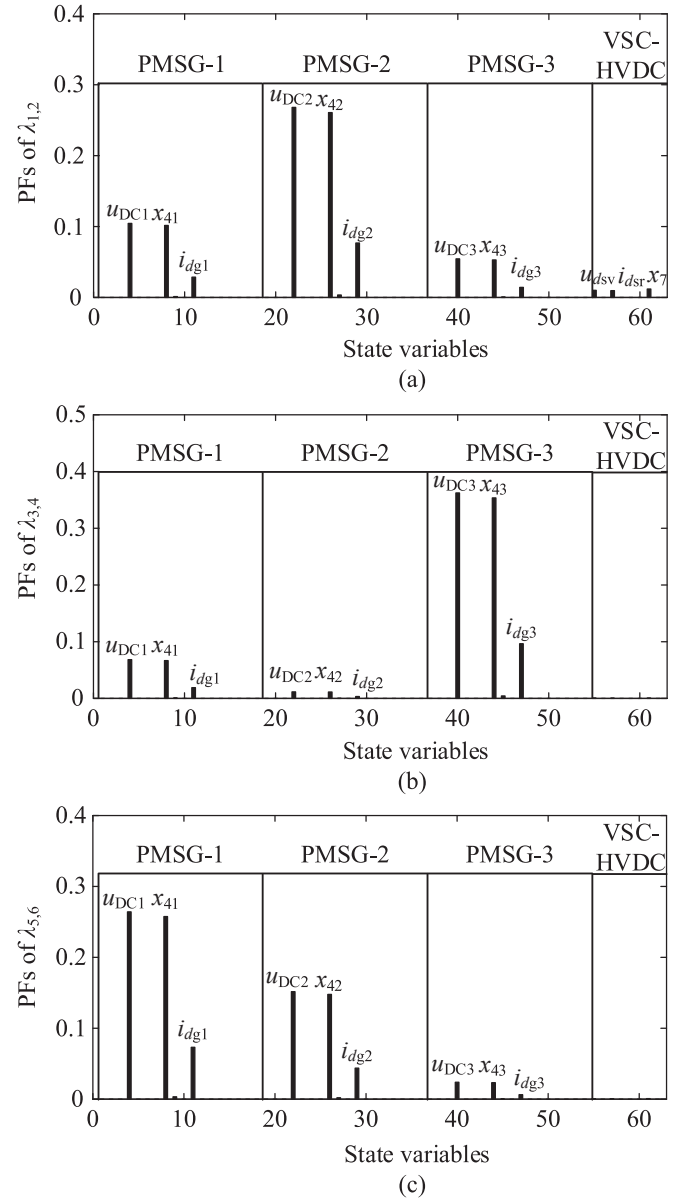 VSC-
PMSG-1 PMSG-2 PMSG-3 HVDC
0.4
0.3
0.2
0.1
0
PFs of λ1,2
uDC1 x41 idg1
uDC2 x42 idg2
uDC3 x43 idg3
udsv idsr x7
0 10 20 30 40 50 60
State variables
(a)
VSC-
PMSG-1 PMSG-2 PMSG-3 HVDC
0.5
0.4
0.3
0.2
0.1
0
PFs of λ3,4
uDC1 x41 idg1
uDC2 x42 idg2
uDC3 x43 idg3
0 10 20 30 40 50 60
State variables
(b)
VSC-
PMSG-1 PMSG-2 PMSG-3 HVDC
0.4
0.3
0.2
0.1
0
PFs of λ5,6
uDC1 x41 idg1
uDC2 x42 idg2
uDC3 x43 idg3
0 10 20 30 40 50 60
State variables
(c)